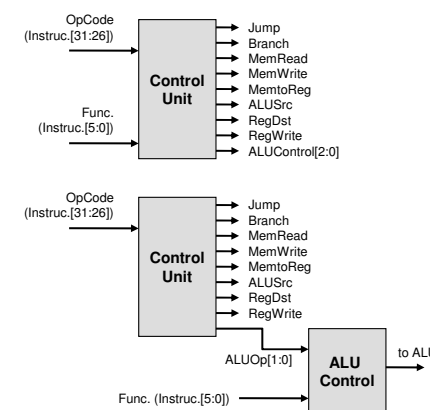 OpCode
(Instruc.[31:26])
Func.
(Instruc.[5:0])
Control
Unit
Jump
Branch
MemRead
MemWrite
MemtoReg
ALUSrc
RegDst
RegWrite
ALUControl[2:0]
OpCode
(Instruc.[31:26])
Control
Unit
Jump
Branch
MemRead
MemWrite
MemtoReg
ALUSrc
RegDst
RegWrite
ALUOp[1:0]
Func. (Instruc.[5:0])
ALU
Control
to ALU